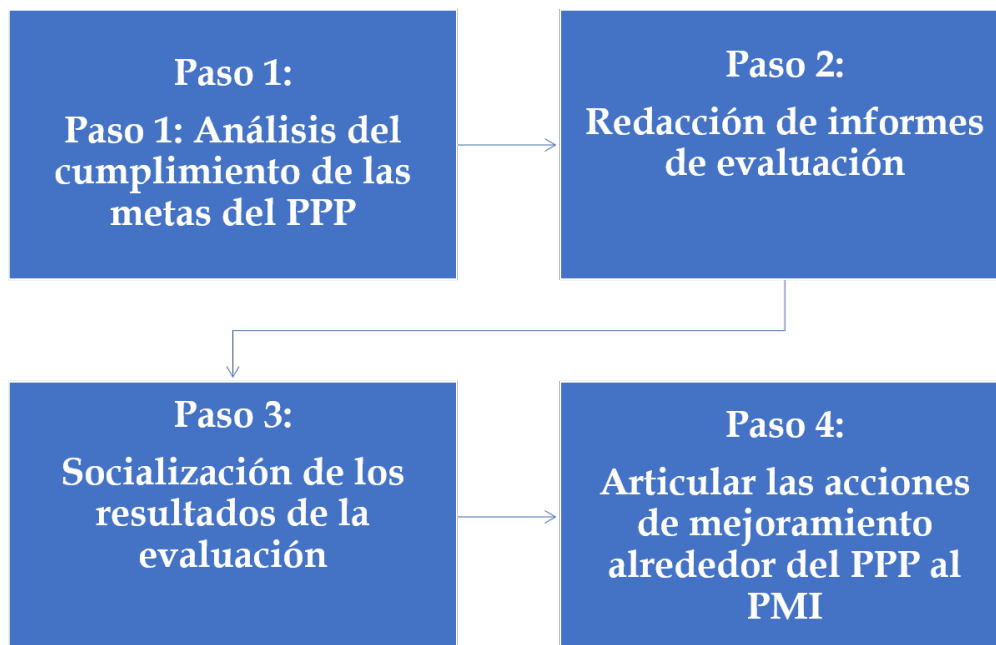 Paso 1:
Paso 1: Análisis del
cumplimiento de las
metas del PPP
Paso 2:
Redacción de informes
de evaluación
Paso 3:
Socialización de los
resultados de la
evaluación
Paso 4:
Articular las acciones
de mejoramiento
alrededor del PPP al
PMI